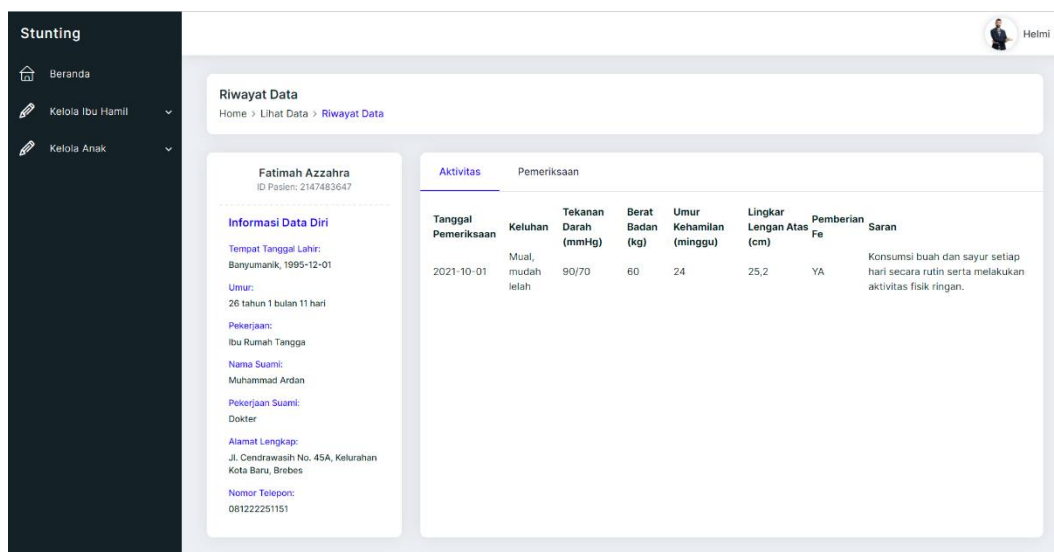 Stunting
Helmi
Beranda
Kelola Ibu Hamil
Kelola Anak
Riwayat Data
Home > Lihat Data > Riwayat Data
Fatimah Azzahra
ID Pasien: 2147483647
Informasi Data Diri
Tempat Tanggal Lahir:
Banyumanik, 1995-12-01
Umur:
26 tahun 1 bulan 11 hari
Pekerjaan:
Ibu Rumah Tangga
Nama Suami:
Muhammad Ardan
Pekerjaan Suami:
Dokter
Alamat Lengkap:
Jl. Cendrawasih No. 45A, Kelurahan
Kota Baru, Brebes
Nomor Telepon:
081222251151
Aktivitas Pemeriksaan
Tanggal
Pemeriksaan
Keluhan
Tekanan
Darah
(mmHg)
Berat
Badan
(kg)
Umur
Kehamilan
(minggu)
Lingkar
Lengan Atas
(cm)
Pemberian
Fe
Saran
2021-10-01
Mual,
mudah
lelah
90/70
60
24
25,2
YA
Konsumsi buah dan sayur setiap
hari secara rutin serta melakukan
aktivitas fisik ringan.